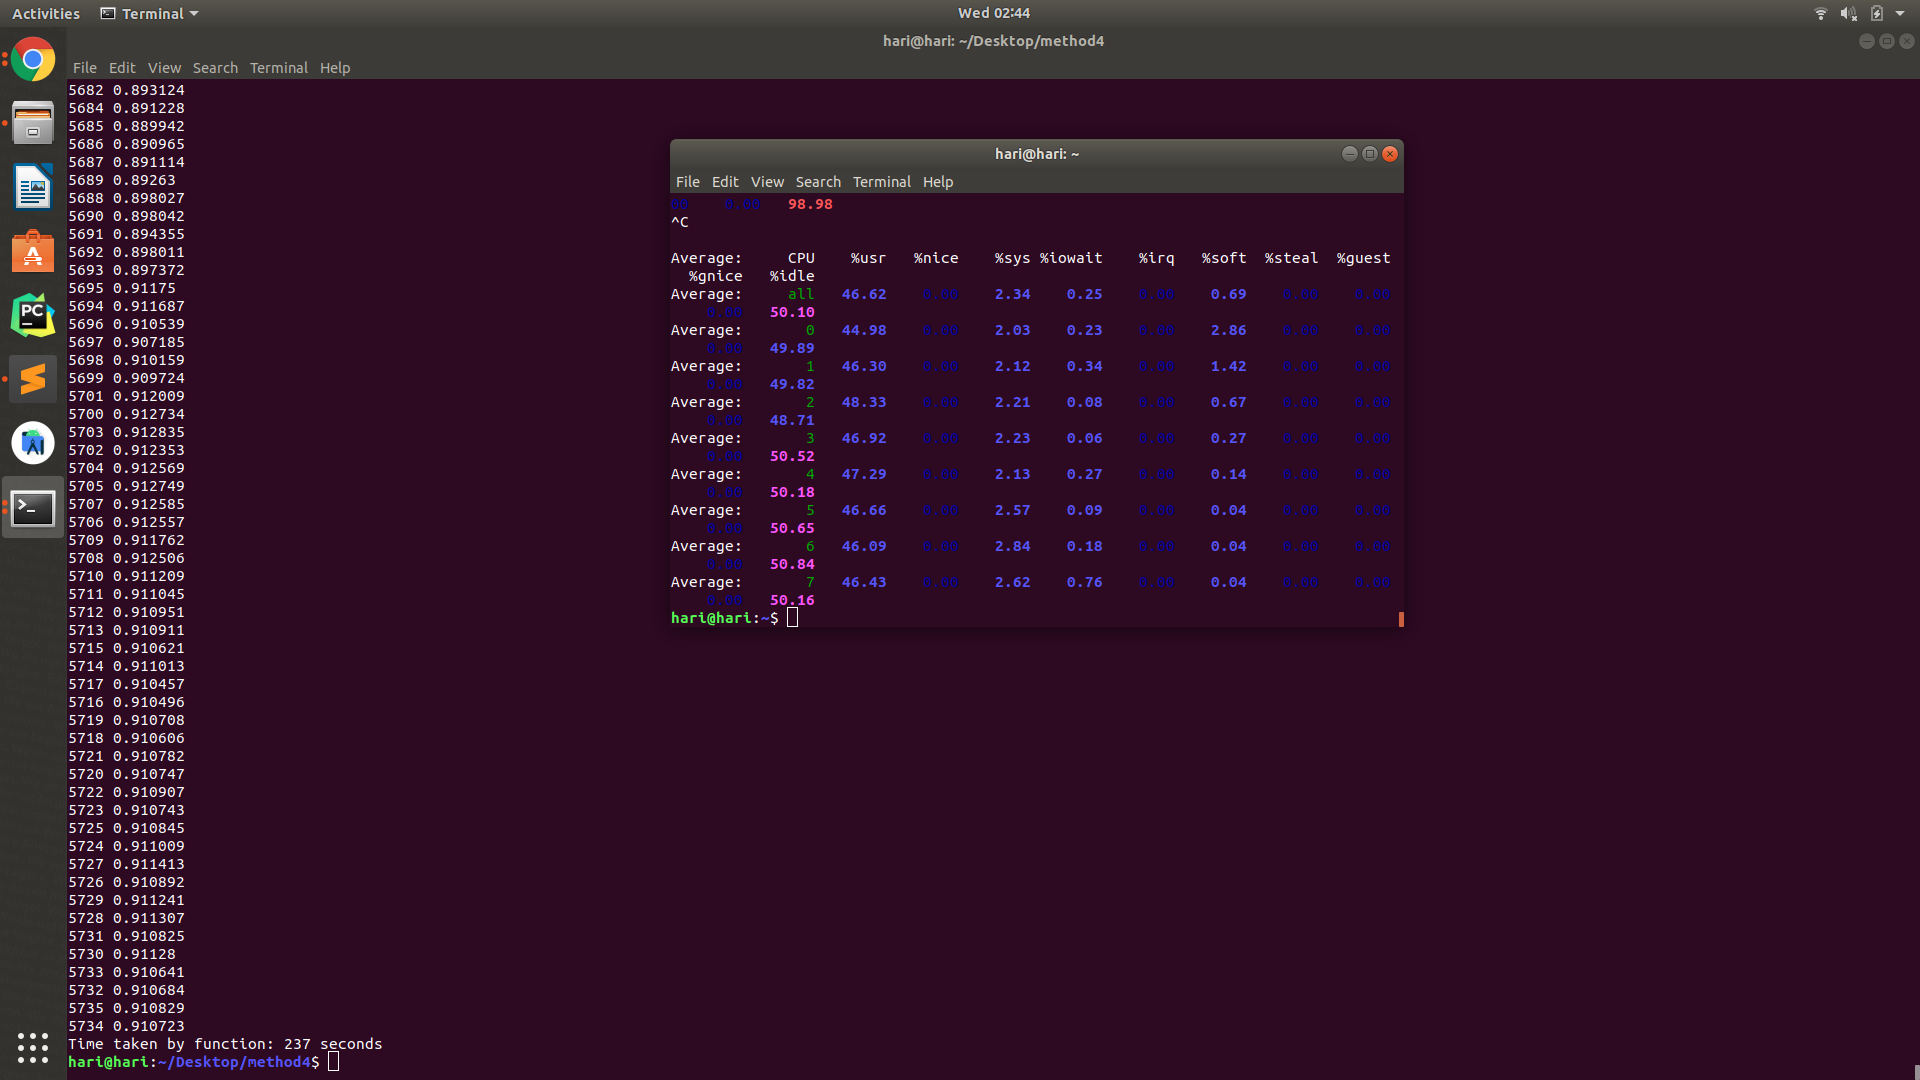 Activities Terminal Wed 02:44
hari@hari: ~/Desktop/method4
File Edit View Search Terminal Help
5682 0.893124
5684 0.891228
5685 0.889942
5686 0.890965
5687 0.891114
5689 0.89263
5688 0.898027
5690 0.898042
5691 0.894355
5692 0.898011
5693 0.897372
5695 0.91175
5694 0.911687
5696 0.910539
5697 0.907185
5698 0.910159
5699 0.909724
5701 0.912009
5700 0.912734
5703 0.912835
5702 0.912353
5704 0.912569
5705 0.912749
5707 0.912585
5706 0.912557
5709 0.911762
5708 0.912506
5710 0.911209
5711 0.911045
5712 0.910951
5713 0.910911
5715 0.910621
5714 0.911013
5717 0.910457
5716 0.910496
5719 0.910708
5718 0.910606
5721 0.910782
5720 0.910747
5722 0.910907
5723 0.910743
5725 0.910845
5724 0.911009
5727 0.911413
5726 0.910892
5729 0.911241
5728 0.911307
5731 0.910825
5730 0.91128
5733 0.910641
5732 0.910684
5735 0.910829
5734 0.910723
Time taken by function: 237 seconds
hari@hari:~/Desktop/method4$
hari@hari: ~
File Edit View Search Terminal Help
00 0.00 98.98
^C
Average: CPU %usr %nice %sys %iowait %irq %soft %steal %guest
%gnice %idle
Average: all 46.62 0.00 2.34 0.25 0.00 0.69 0.00 0.00
0.00 50.10
Average: 0 44.98 0.00 2.03 0.23 0.00 2.86 0.00 0.00
0.00 49.89
Average: 1 46.30 0.00 2.12 0.34 0.00 1.42 0.00 0.00
0.00 49.82
Average: 2 48.33 0.00 2.21 0.08 0.00 0.67 0.00 0.00
0.00 48.71
Average: 3 46.92 0.00 2.23 0.06 0.00 0.27 0.00 0.00
0.00 50.52
Average: 4 47.29 0.00 2.13 0.27 0.00 0.14 0.00 0.00
0.00 50.18
Average: 5 46.66 0.00 2.57 0.09 0.00 0.04 0.00 0.00
0.00 50.65
Average: 6 46.09 0.00 2.84 0.18 0.00 0.04 0.00 0.00
0.00 50.84
Average: 7 46.43 0.00 2.62 0.76 0.00 0.04 0.00 0.00
0.00 50.16
hari@hari:~$
PC